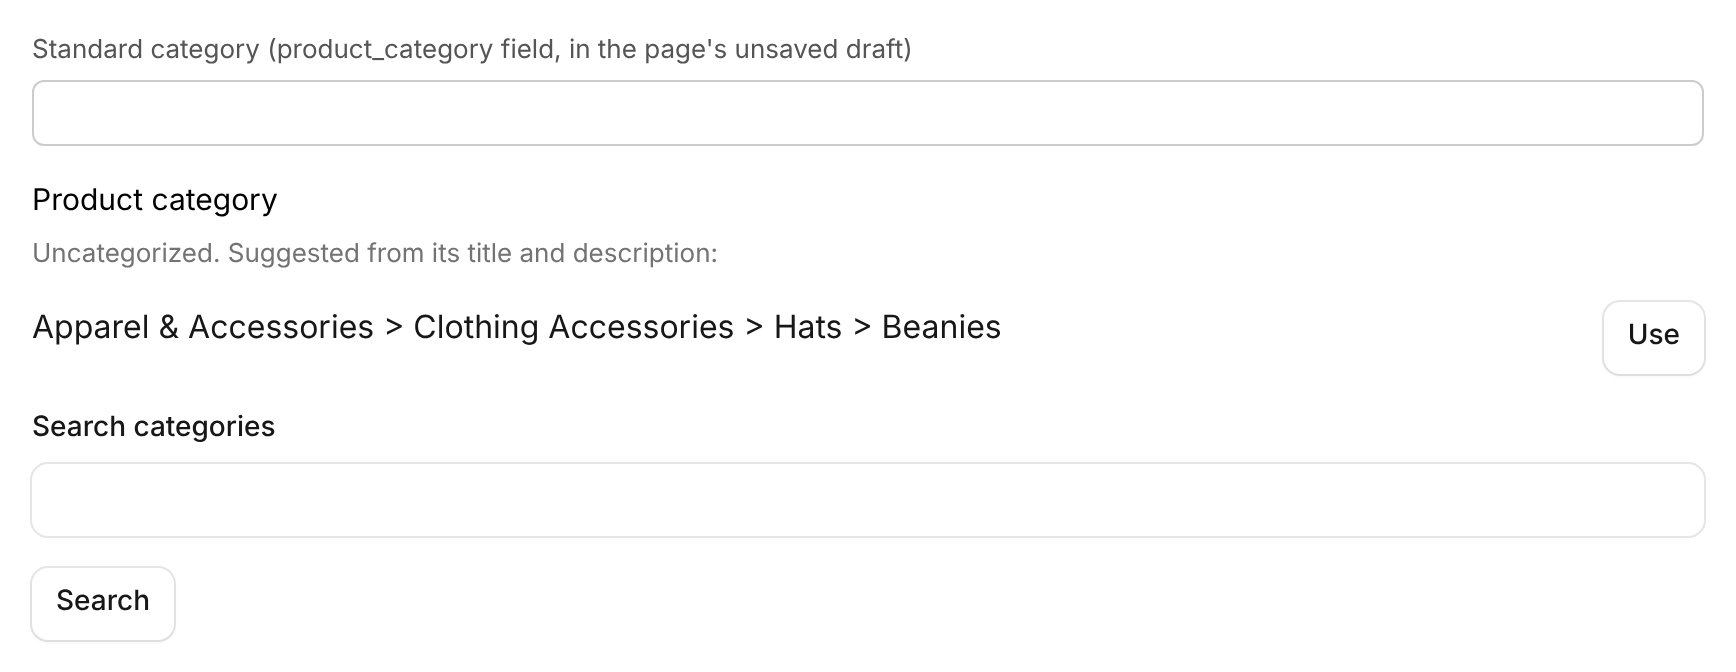 Standard category (product_category field, in the page's unsaved draft)
Product category
Uncategorized. Suggested from its title and description:
Apparel & Accessories > Clothing Accessories > Hats > Beanies
Use
Search categories
Search